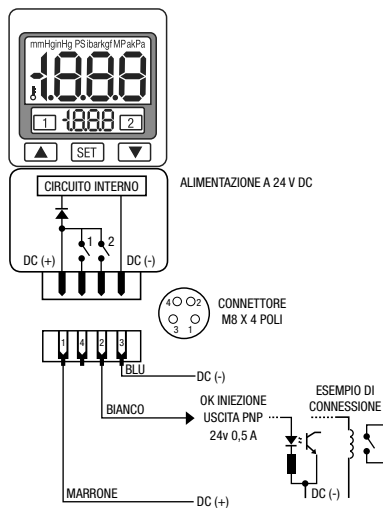 mmHginHg PSibarkgf MPakPa
-1.8.8.8
1 -1.8.8.8 2
SET
CIRCUITO INTERNO
ALIMENTAZIONE A 24 V DC
1 2
DC (+) DC (-)
4 2
3 1
CONNETTORE
M8 X 4 POLI
1 4 2 3
BLU
DC (-)
BIANCO
OK INIEZIONE
USCITA PNP
24v 0,5 A
ESEMPIO DI
CONNESSIONE
DC (-)
MARRONE
DC (+)